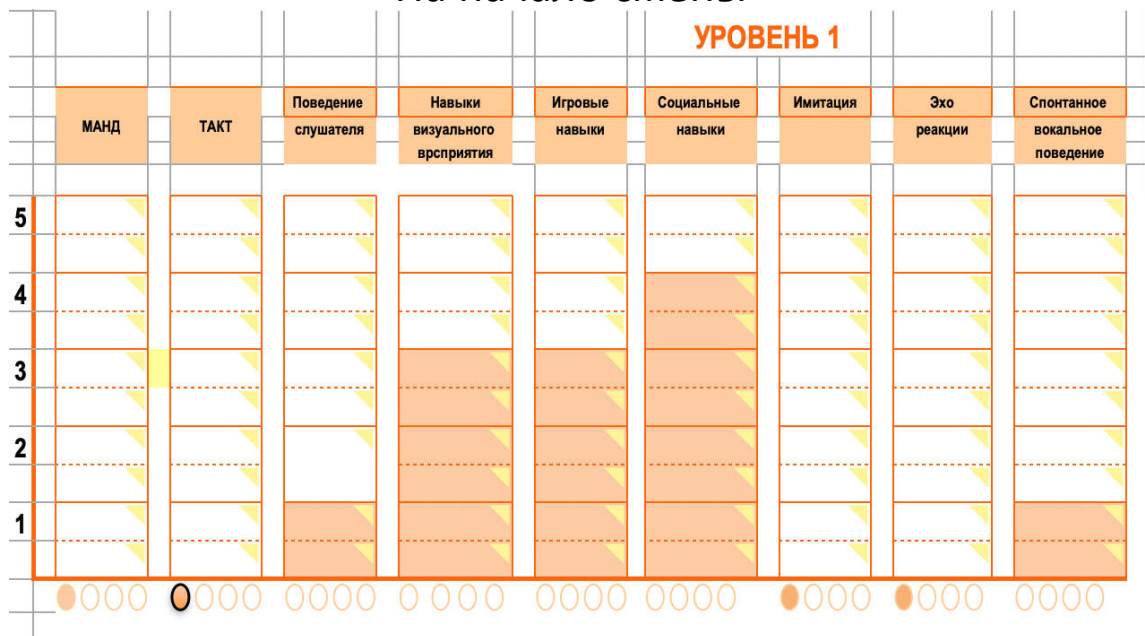 УРОВЕНЬ 1
МАНД
ТАКТ
Поведение
слушателя
Навыки
визуального
врсприятия
Игровые
навыки
Социальные
навыки
Имитация
Эхо
реакции
Спонтанное
вокальное
поведение
5
4
3
2
1